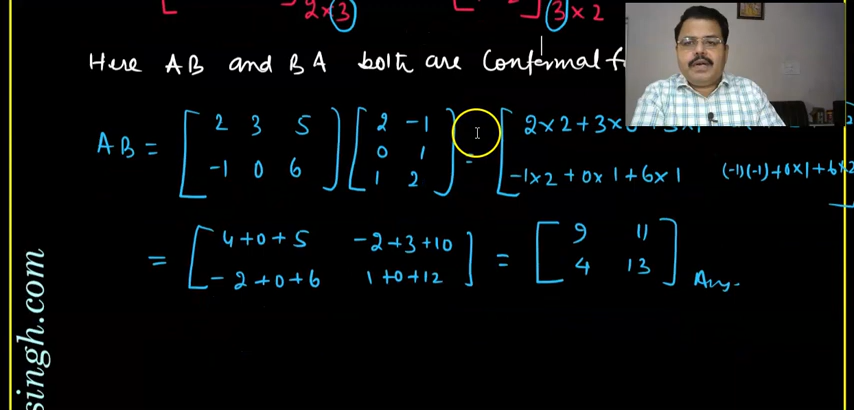 2×3 3×2
Here AB and BA both are Conformal f
AB = [ 2 3 5 ] [ 2 -1 ] = [ 2×2+3×
-1 0 6 0 1 -1×2+0×1+6×1 (-1)(-1)+0×1+6×2
1 2
= [ 4+0+5 -2+3+10 ] = [ 9 11 ]
-2+0+6 1+0+12 4 13 Ans.
singh.com